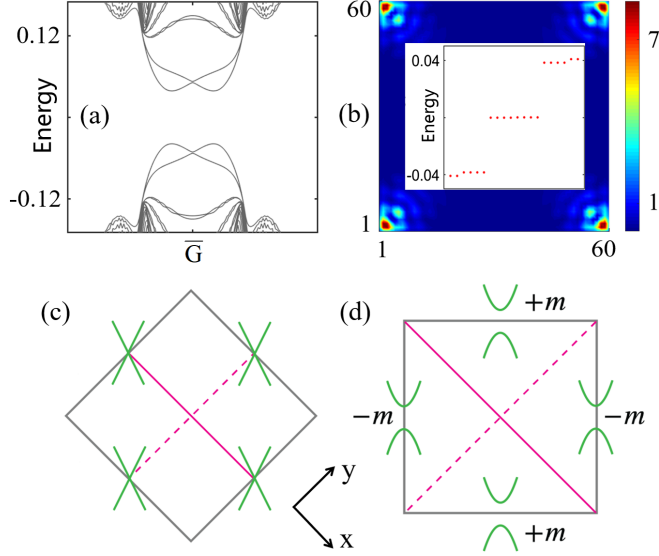 0.12
Energy
(a)
-0.12
G
60
(b)
0.04
Energy
-0.04
1
1
60
7
1
(c)
(d)
+m
−m
−m
+m
y
x